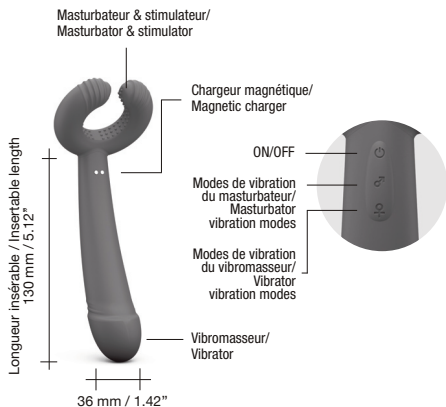 Masturbateur & stimulateur/
Masturbator & stimulator
Chargeur magnétique/
Magnetic charger
ON/OFF
Modes de vibration
du masturbateur/
Masturbator
vibration modes
Modes de vibration
du vibromasseur/
Vibrator
vibration modes
Longueur insérable / Insertable length
130 mm / 5.12”
Vibromasseur/
Vibrator
36 mm / 1.42”